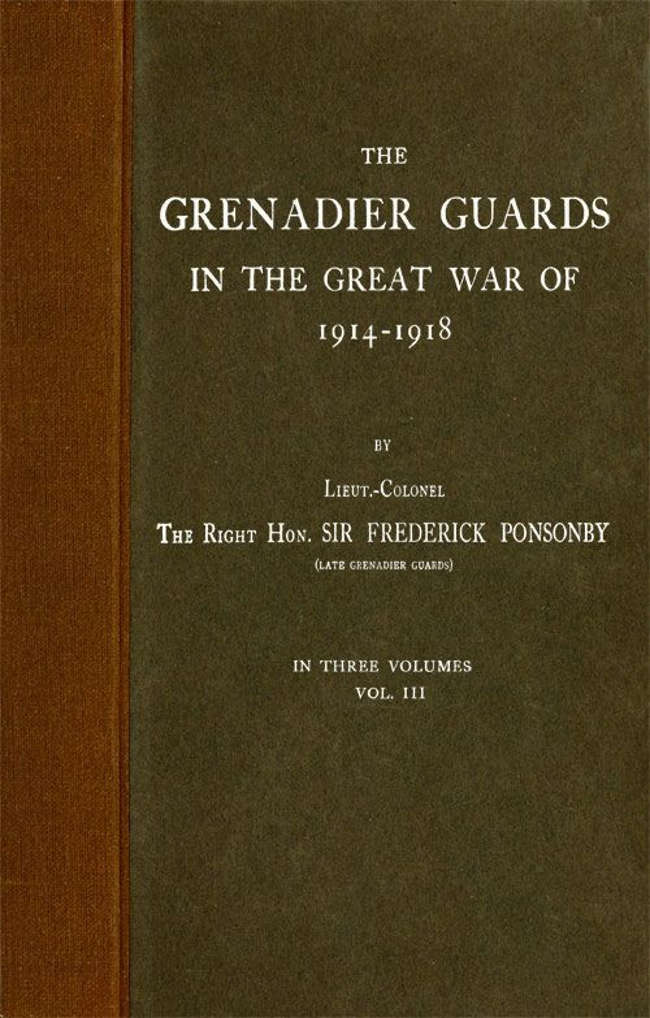 THE
GRENADIER GUARDS
IN THE GREAT WAR OF
1914-1918
BY
LIEUT.-COLONEL
THE RIGHT HON. SIR FREDERICK PONSONBY
(LATE GRENADIER GUARDS)
IN THREE VOLUMES
VOL. III